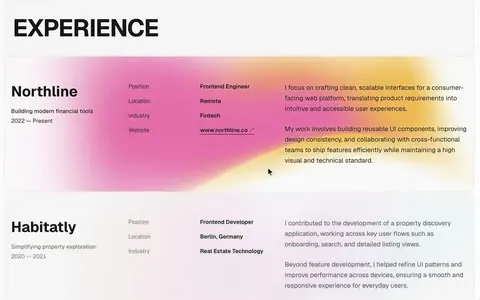 EXPERIENCE
Northline
Building modern financial tools
2022 — Present
Position
Frontend Engineer
Location
Remote
Industry
Fintech
Website
www.northline.co ↗
I focus on crafting clean, scalable interfaces for a consumer-
facing web platform, translating product requirements into
intuitive and accessible user experiences.
My work involves building reusable UI components, improving
design consistency, and collaborating with cross-functional
teams to ship features efficiently while maintaining a high
visual and technical standard.
Habitatly
Simplifying property exploration
2020 — 2021
Position
Frontend Developer
Location
Berlin, Germany
Industry
Real Estate Technology
I contributed to the development of a property discovery
application, working across key user flows such as
onboarding, search, and detailed listing views.
Beyond feature development, I helped refine UI patterns and
improve performance across devices, ensuring a smooth and
responsive experience for everyday users.